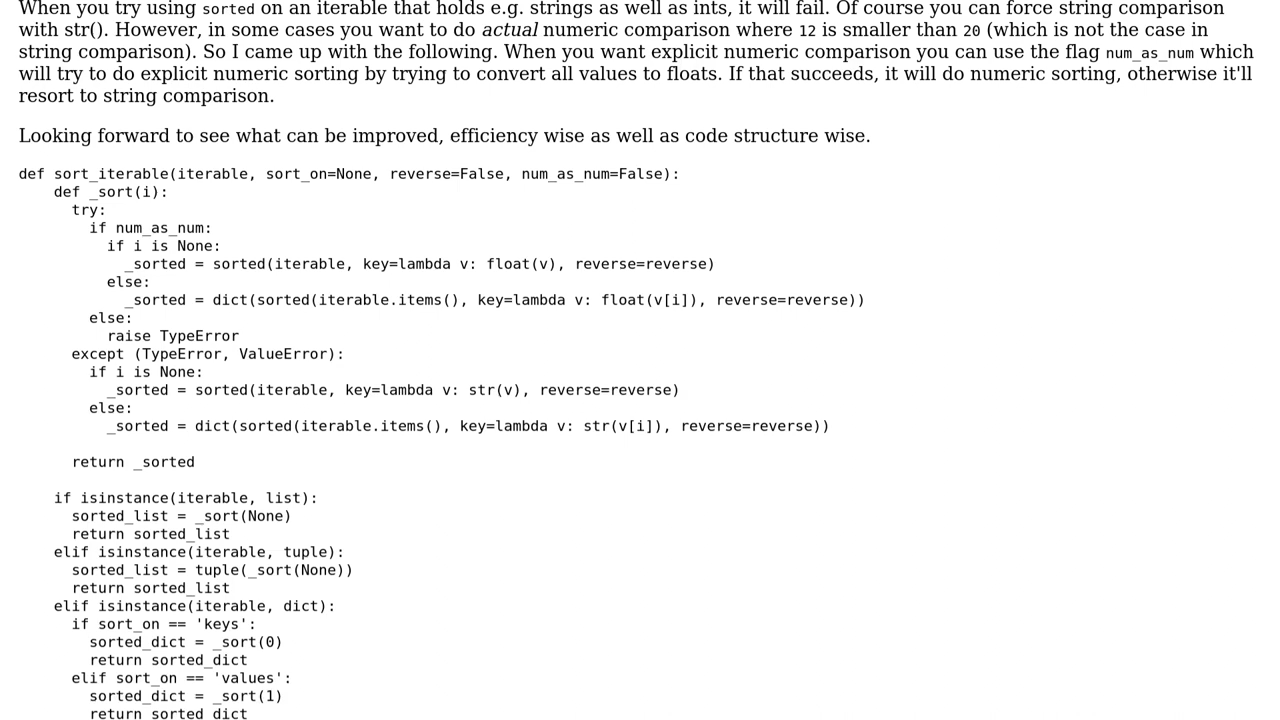 When you try using sorted on an iterable that holds e.g. strings as well as ints, it will fail. Of course you can force string comparison
with str(). However, in some cases you want to do actual numeric comparison where 12 is smaller than 20 (which is not the case in
string comparison). So I came up with the following. When you want explicit numeric comparison you can use the flag num_as_num which
will try to do explicit numeric sorting by trying to convert all values to floats. If that succeeds, it will do numeric sorting, otherwise it'll
resort to string comparison.
Looking forward to see what can be improved, efficiency wise as well as code structure wise.
def sort_iterable(iterable, sort_on=None, reverse=False, num_as_num=False):
    def _sort(i):
      try:
        if num_as_num:
          if i is None:
            _sorted = sorted(iterable, key=lambda v: float(v), reverse=reverse)
          else:
            _sorted = dict(sorted(iterable.items(), key=lambda v: float(v[i]), reverse=reverse))
        else:
          raise TypeError
      except (TypeError, ValueError):
        if i is None:
          _sorted = sorted(iterable, key=lambda v: str(v), reverse=reverse)
        else:
          _sorted = dict(sorted(iterable.items(), key=lambda v: str(v[i]), reverse=reverse))
      return _sorted
    if isinstance(iterable, list):
      sorted_list = _sort(None)
      return sorted_list
    elif isinstance(iterable, tuple):
      sorted_list = tuple(_sort(None))
      return sorted_list
    elif isinstance(iterable, dict):
      if sort_on == 'keys':
        sorted_dict = _sort(0)
        return sorted_dict
      elif sort_on == 'values':
        sorted_dict = _sort(1)
        return sorted_dict